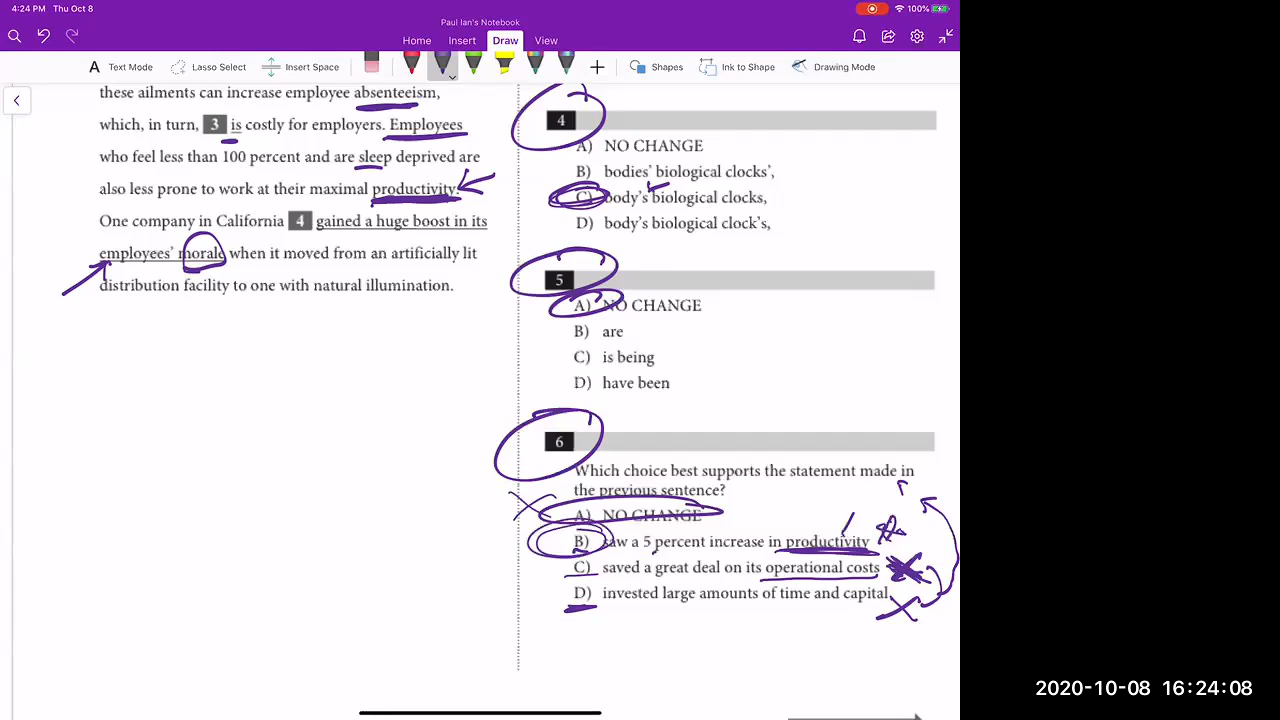 4:24 PM Thu Oct 8
100%
Paul Ian's Notebook
Home Insert Draw View
Text Mode Lasso Select Insert Space Shapes Ink to Shape Drawing Mode
these ailments can increase employee absenteeism,
which, in turn, 3 is costly for employers. Employees
who feel less than 100 percent and are sleep deprived are
also less prone to work at their maximal productivity.
One company in California 4 gained a huge boost in its
employees' morale when it moved from an artificially lit
distribution facility to one with natural illumination.
4
A) NO CHANGE
B) bodies' biological clocks',
C) body's biological clocks,
D) body's biological clock's,
5
A) NO CHANGE
B) are
C) is being
D) have been
6
Which choice best supports the statement made in
the previous sentence?
A) NO CHANGE
B) saw a 5 percent increase in productivity
C) saved a great deal on its operational costs
D) invested large amounts of time and capital
2020-10-08 16:24:08